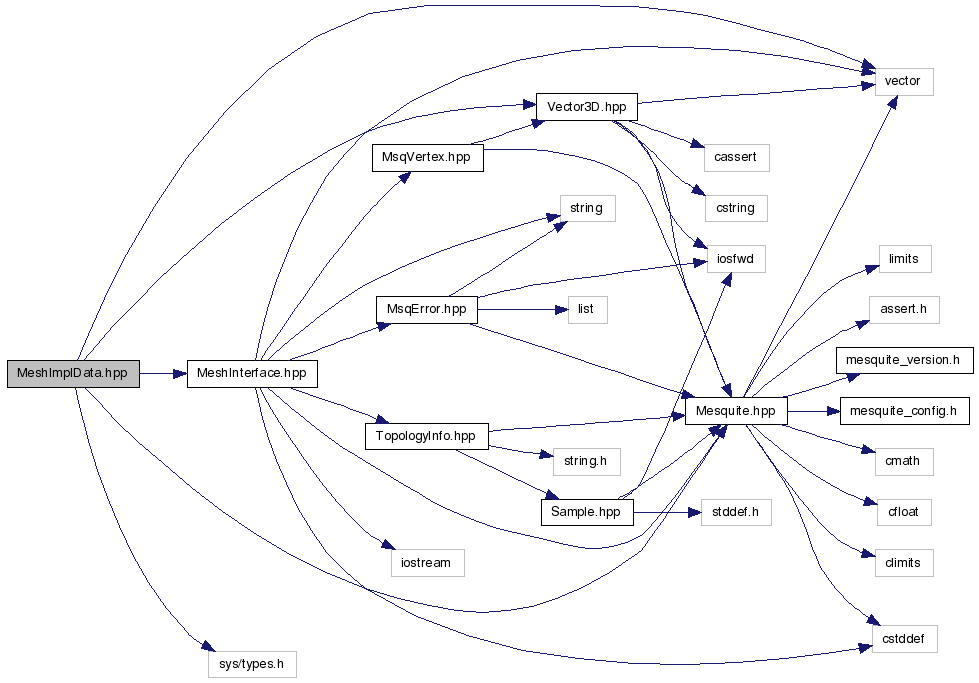 vector
Vector3D.hpp
MsqVertex.hpp
cassert
string
cstring
iosfwd
limits
MsqError.hpp
list
assert.h
MeshImplData.hpp
MeshInterface.hpp
mesquite_version.h
Mesquite.hpp
mesquite_config.h
TopologyInfo.hpp
string.h
cmath
Sample.hpp
stddef.h
cfloat
iostream
climits
cstddef
sys/types.h